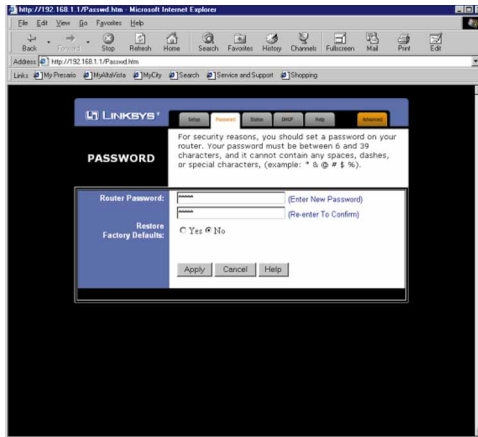 http://192.168.1.1/Passwd.htm - Microsoft Internet Explorer
File Edit View Go Favorites Help
Back Forward Stop Refresh Home Search Favorites History Channels Fullscreen Mail Print Edit
Address http://192.168.1.1/Passwd.htm
Links My Presario MyAltaVista MyCity Search Service and Support Shopping
LINKSYS®
Setup Password Status DHCP Help Advanced
PASSWORD
For security reasons, you should set a password on your
router. Your password must be between 6 and 39
characters, and it cannot contain any spaces, dashes,
or special characters, (example: * & @ # $ %).
Router Password: (Enter New Password)
(Re-enter To Confirm)
Restore
Factory Defaults: Yes No
Apply Cancel Help